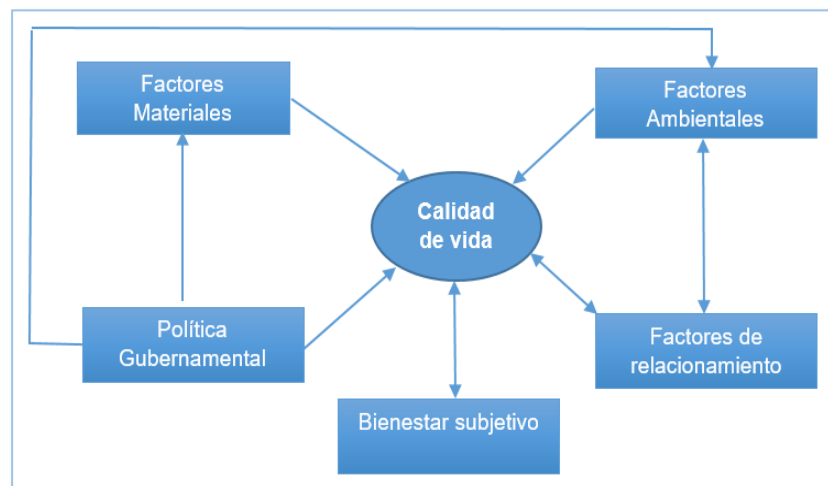 Factores
Materiales
Factores
Ambientales
Calidad
de vida
Política
Gubernamental
Factores de
relacionamiento
Bienestar subjetivo